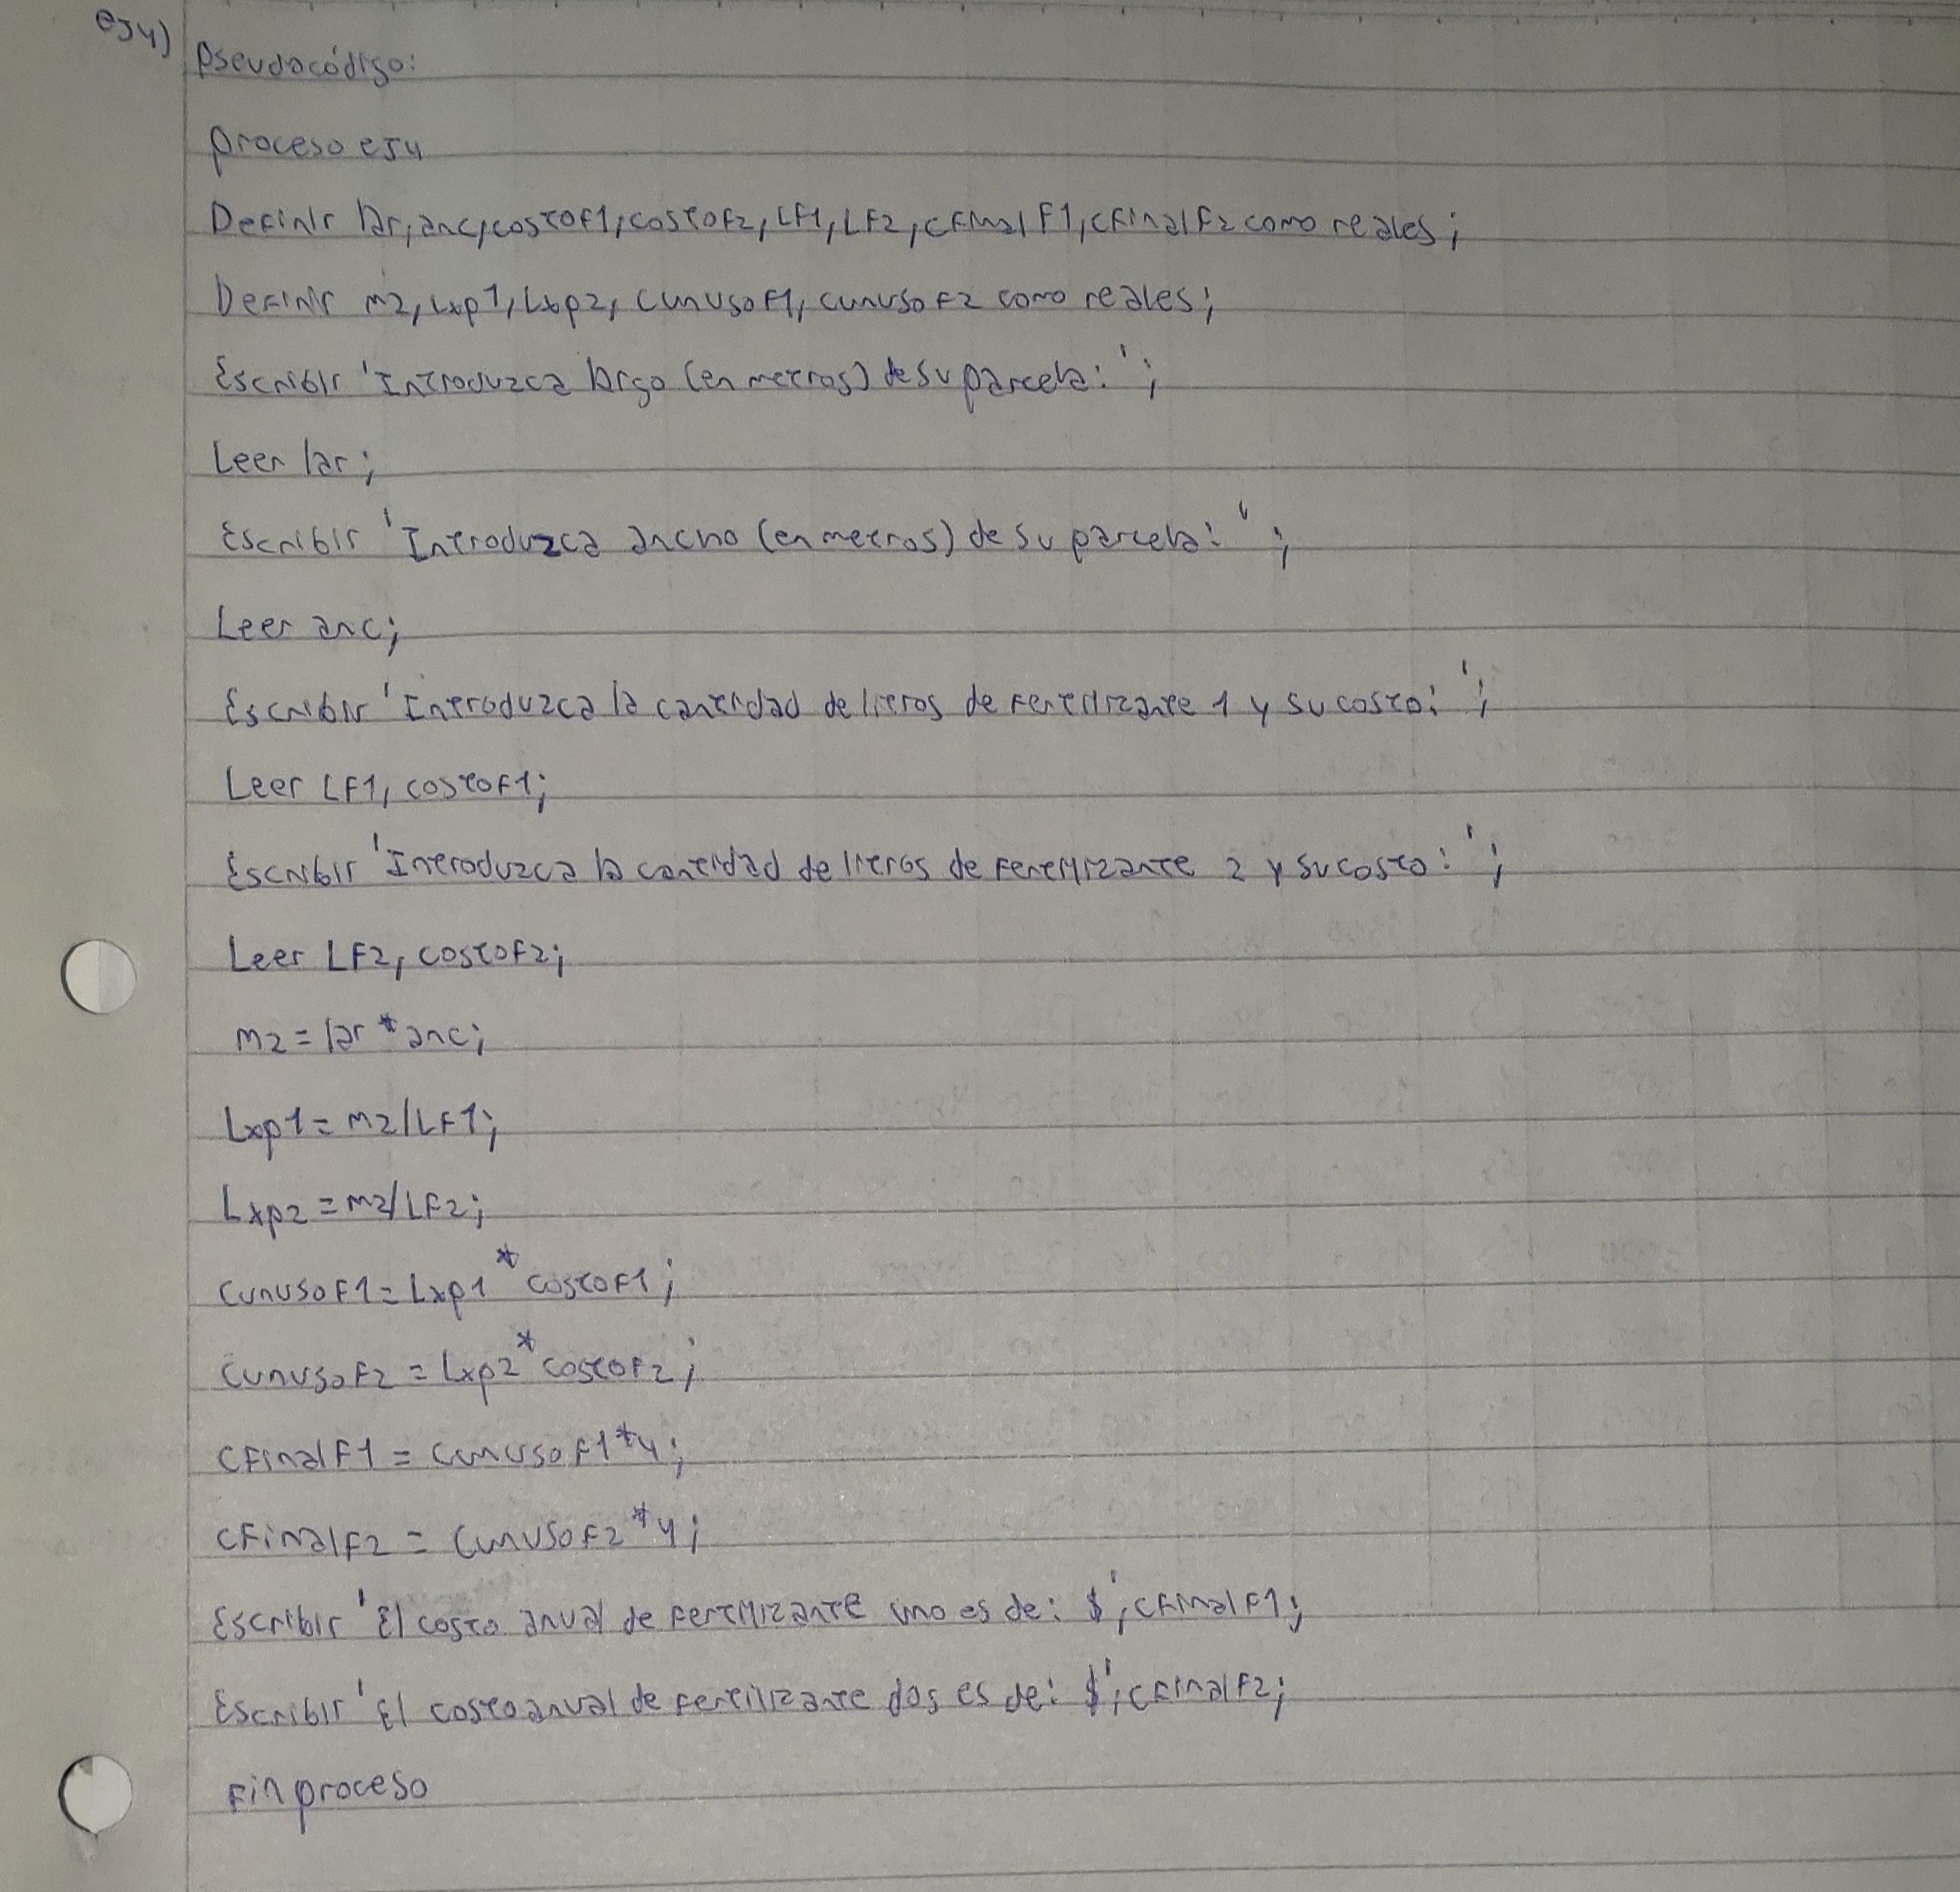 ej4)
Pseudocódigo:
proceso ej4
Definir lar, anc, costoF1, costoF2, LF1, LF2, cFinalF1, cFinalF2 como reales;
Definir m2, Lxp1, Lxp2, cunusoF1, cunusoF2 como reales;
Escribir 'Introduzca largo (en metros) de su parcela: ';
Leer lar;
Escribir 'Introduzca ancho (en metros) de su parcela: ';
Leer anc;
Escribir 'Introduzca la cantidad de litros de fertilizante 1 y su costo: ';
Leer LF1, costoF1;
Escribir 'Introduzca la cantidad de litros de fertilizante 2 y su costo: ';
Leer LF2, costoF2;
m2 = lar * anc;
Lxp1 = m2/LF1;
Lxp2 = m2/LF2;
cunusoF1 = Lxp1 * costoF1;
cunusoF2 = Lxp2 * costoF2;
cFinalF1 = cunusoF1 * 4;
cFinalF2 = cunusoF2 * 4;
Escribir 'El costo anual de fertilizante uno es de: $', cFinalF1;
Escribir 'El costo anual de fertilizante dos es de: $', cFinalF2;
Fin proceso